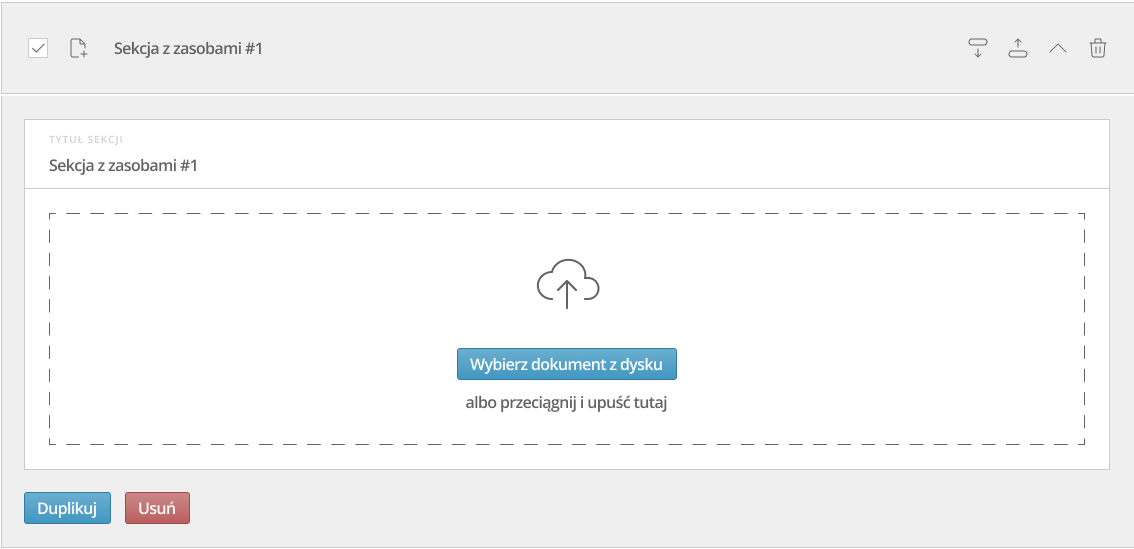 Sekcja z zasobami #1
TYTUŁ SEKCJI
Sekcja z zasobami #1
Wybierz dokument z dysku
albo przeciągnij i upuść tutaj
Duplikuj
Usuń